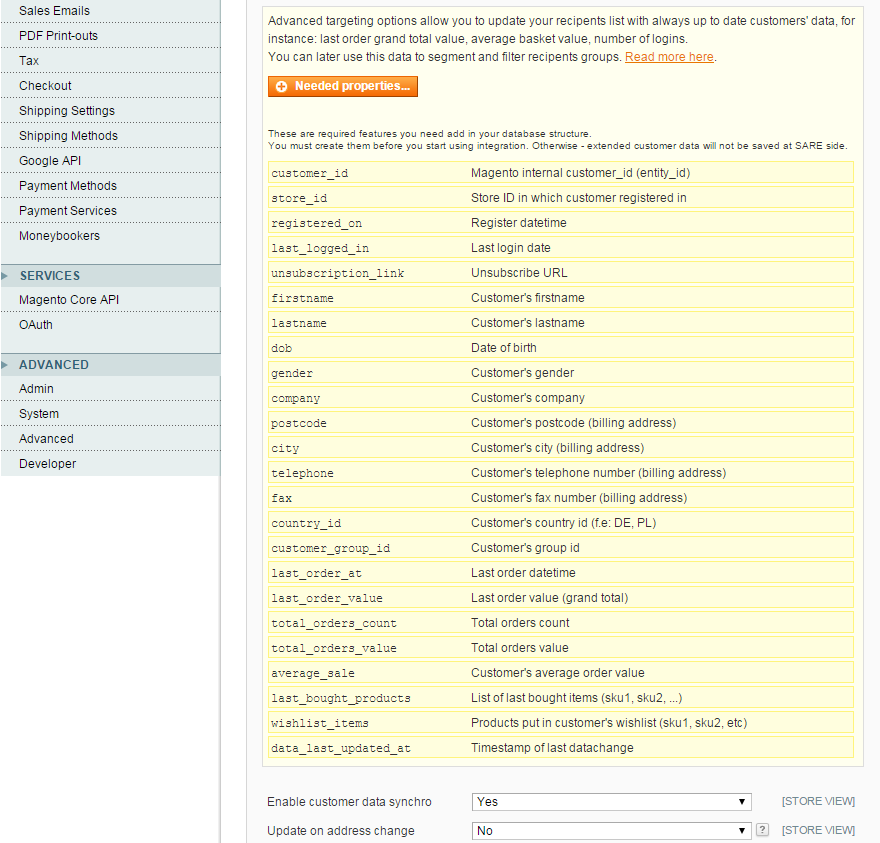 Sales Emails
PDF Print-outs
Tax
Checkout
Shipping Settings
Shipping Methods
Google API
Payment Methods
Payment Services
Moneybookers
SERVICES
Magento Core API
OAuth
ADVANCED
Admin
System
Advanced
Developer
Advanced targeting options allow you to update your recipents list with always up to date customers' data, for
instance: last order grand total value, average basket value, number of logins.
You can later use this data to segment and filter recipents groups. Read more here.
Needed properties...
These are required features you need add in your database structure.
You must create them before you start using integration. Otherwise - extended customer data will not be saved at SARE side.
customer_id Magento internal customer_id (entity_id)
store_id Store ID in which customer registered in
registered_on Register datetime
last_logged_in Last login date
unsubscription_link Unsubscribe URL
firstname Customer's firstname
lastname Customer's lastname
dob Date of birth
gender Customer's gender
company Customer's company
postcode Customer's postcode (billing address)
city Customer's city (billing address)
telephone Customer's telephone number (billing address)
fax Customer's fax number (billing address)
country_id Customer's country id (f.e: DE, PL)
customer_group_id Customer's group id
last_order_at Last order datetime
last_order_value Last order value (grand total)
total_orders_count Total orders count
total_orders_value Total orders value
average_sale Customer's average order value
last_bought_products List of last bought items (sku1, sku2, ...)
wishlist_items Products put in customer's wishlist (sku1, sku2, etc)
data_last_updated_at Timestamp of last datachange
Enable customer data synchro Yes [STORE VIEW]
Update on address change No ? [STORE VIEW]